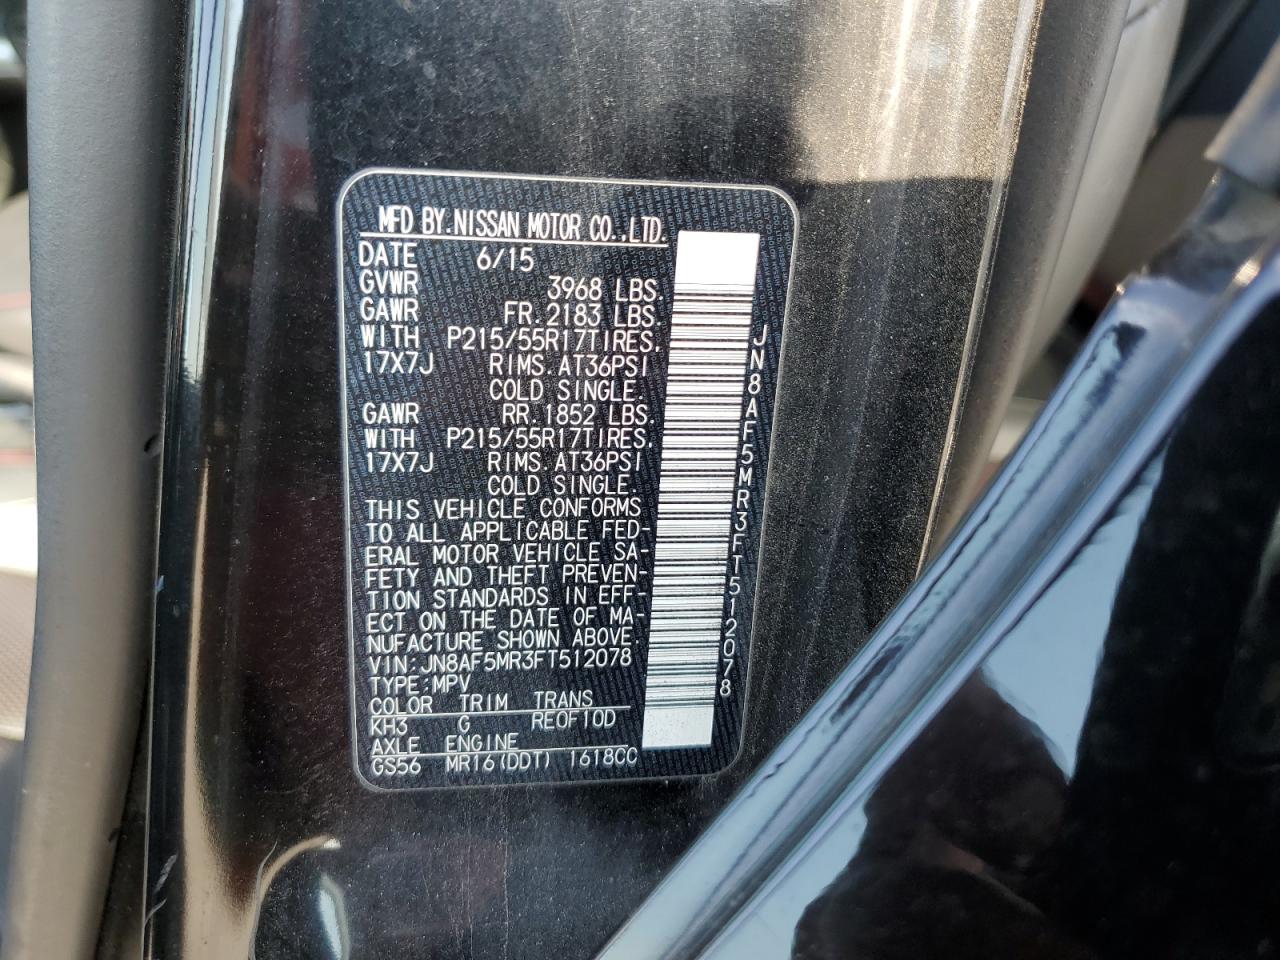 MFD BY.NISSAN MOTOR CO.,LTD.
DATE 6/15
GVWR 3968 LBS.
GAWR FR.2183 LBS.
WITH P215/55R17TIRES.
17X7J RIMS.AT36PSI
COLD SINGLE.
GAWR RR.1852 LBS.
WITH P215/55R17TIRES.
17X7J RIMS.AT36PSI
COLD SINGLE.
THIS VEHICLE CONFORMS
TO ALL APPLICABLE FED-
ERAL MOTOR VEHICLE SA-
FETY AND THEFT PREVEN-
TION STANDARDS IN EFF-
ECT ON THE DATE OF MA-
NUFACTURE SHOWN ABOVE.
VIN:JN8AF5MR3FT512078
TYPE:MPV
COLOR TRIM TRANS
KH3 G REOF10D
AXLE ENGINE
GS56 MR16(DDT) 1618CC
JN8AF5MR3FT512078